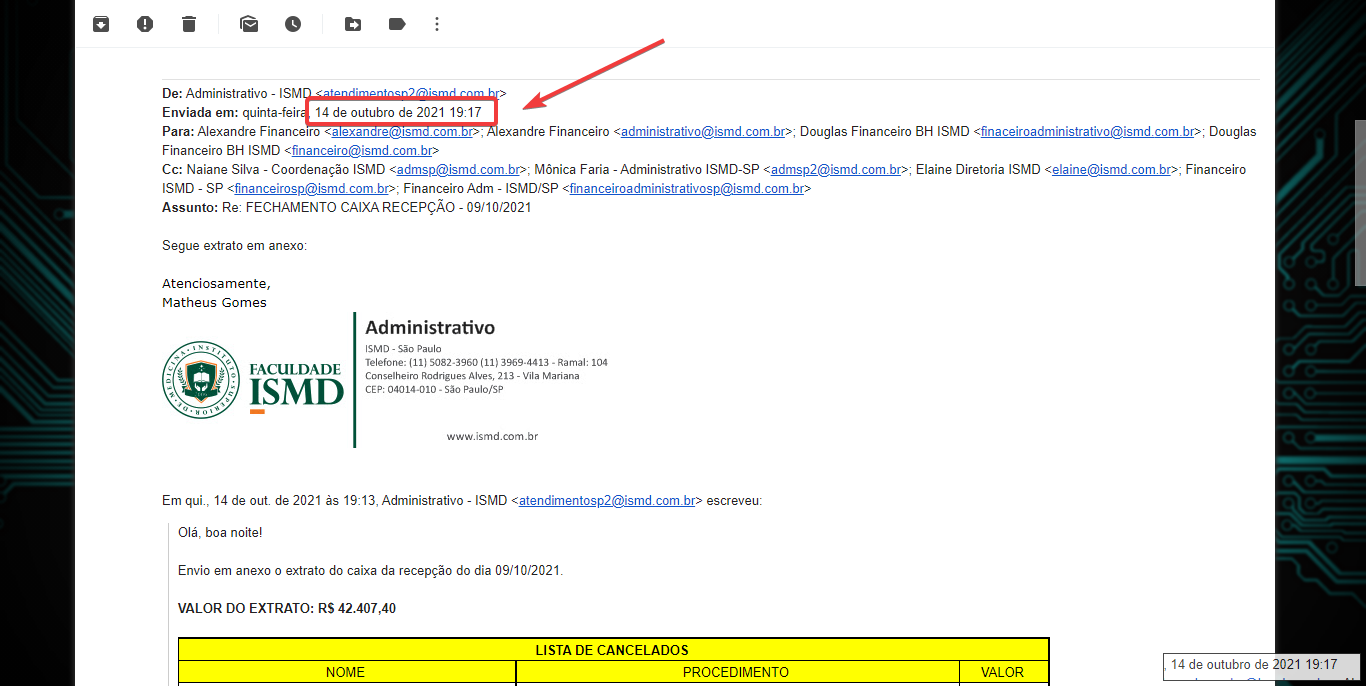 De: Administrativo - ISMD <atendimentosp2@ismd.com.br>
Enviada em: quinta-feira, 14 de outubro de 2021 19:17
Para: Alexandre Financeiro <alexandre@ismd.com.br>; Alexandre Financeiro <administrativo@ismd.com.br>; Douglas Financeiro BH ISMD <finaceiroadministrativo@ismd.com.br>; Douglas
Financeiro BH ISMD <financeiro@ismd.com.br>
Cc: Naiane Silva - Coordenação ISMD <admsp@ismd.com.br>; Mônica Faria - Administrativo ISMD-SP <admsp2@ismd.com.br>; Elaine Diretoria ISMD <elaine@ismd.com.br>; Financeiro
ISMD - SP <financeirosp@ismd.com.br>; Financeiro Adm - ISMD/SP <financeiroadministrativosp@ismd.com.br>
Assunto: Re: FECHAMENTO CAIXA RECEPÇÃO - 09/10/2021
Segue extrato em anexo:
Atenciosamente,
Matheus Gomes
INSTITUTO SUPERIOR DE MEDICINA
FACULDADE
ISMD
Administrativo
ISMD - São Paulo
Telefone: (11) 5082-3960 (11) 3969-4413 - Ramal: 104
Conselheiro Rodrigues Alves, 213 - Vila Mariana
CEP: 04014-010 - São Paulo/SP
www.ismd.com.br
Em qui., 14 de out. de 2021 às 19:13, Administrativo - ISMD <atendimentosp2@ismd.com.br> escreveu:
Olá, boa noite!
Envio em anexo o extrato do caixa da recepção do dia 09/10/2021.
VALOR DO EXTRATO: R$ 42.407,40
LISTA DE CANCELADOS
NOME PROCEDIMENTO VALOR
, 14 de outubro de 2021 19:17